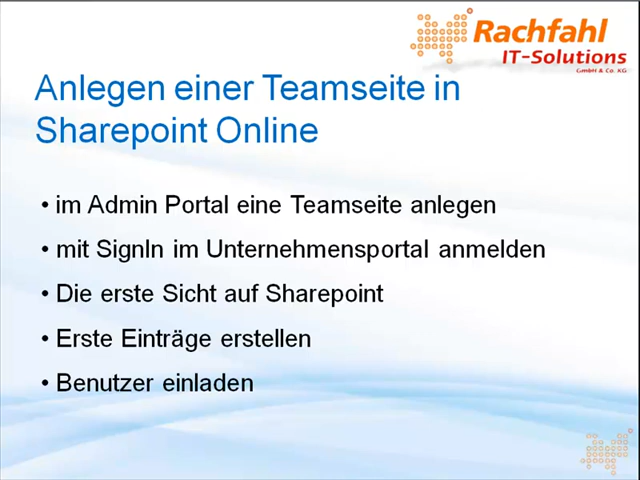 Rachfahl
IT-Solutions
GmbH & Co. KG
Anlegen einer Teamseite in
Sharepoint Online
• im Admin Portal eine Teamseite anlegen
• mit SignIn im Unternehmensportal anmelden
• Die erste Sicht auf Sharepoint
• Erste Einträge erstellen
• Benutzer einladen